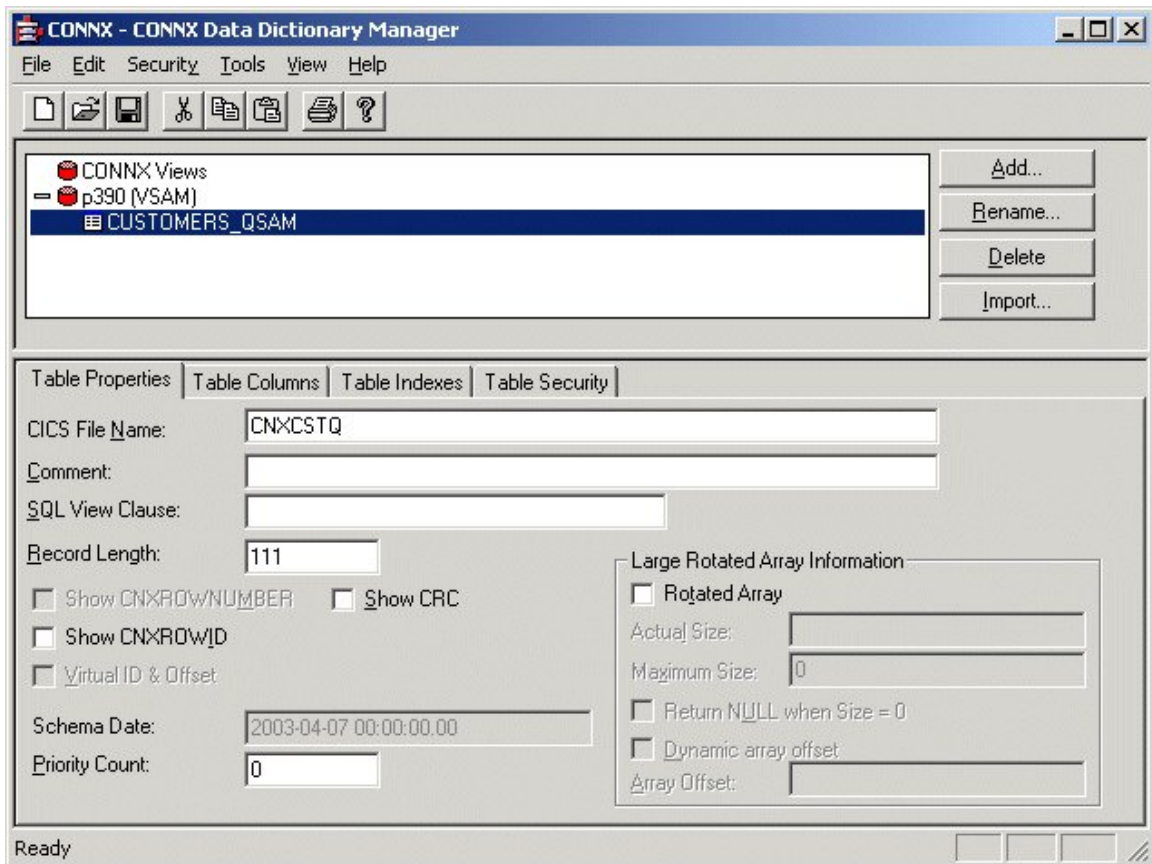 CONNX - CONNX Data Dictionary Manager
File Edit Security Tools View Help
CONNX Views
p390 (VSAM)
CUSTOMERS_QSAM
Add...
Rename...
Delete
Import...
Table Properties Table Columns Table Indexes Table Security
CICS File Name: CNXCSTQ
Comment:
SQL View Clause:
Record Length: 111
Show CNXROWNUMBER Show CRC
Show CNXROWID
Virtual ID & Offset
Schema Date: 2003-04-07 00:00:00.00
Priority Count: 0
Large Rotated Array Information
Rotated Array
Actual Size:
Maximum Size: 0
Return NULL when Size = 0
Dynamic array offset
Array Offset:
Ready